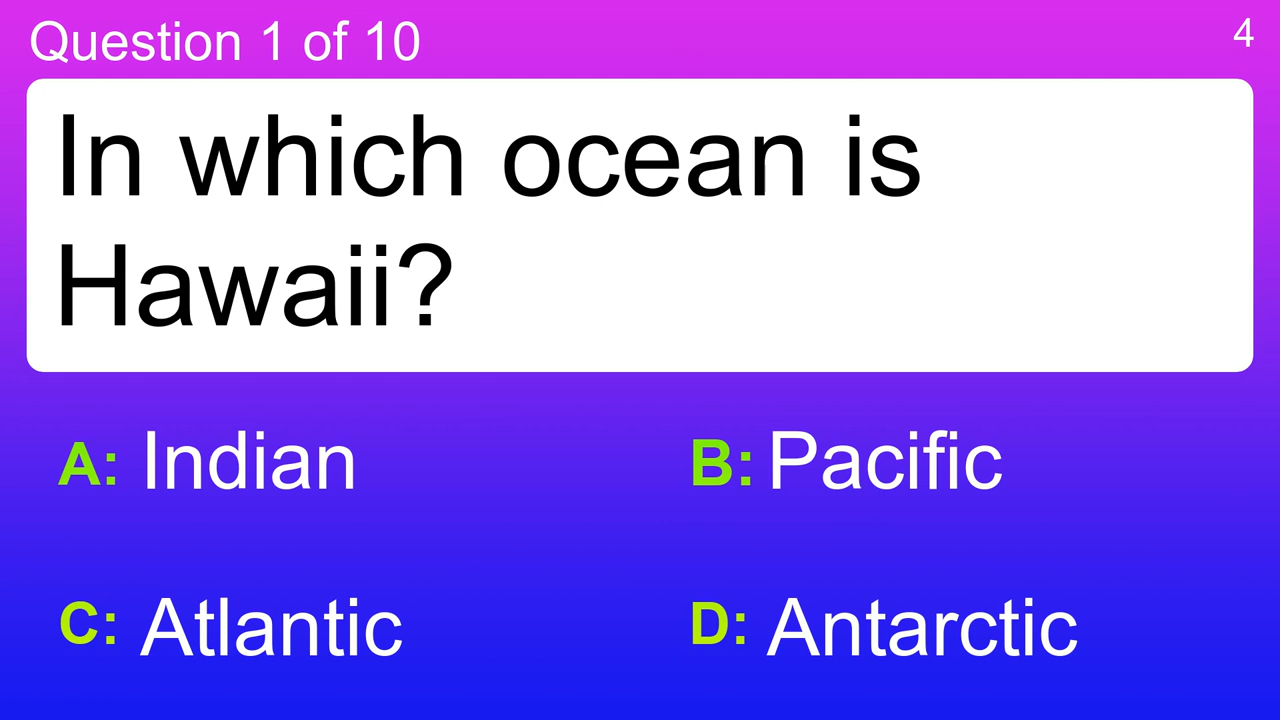 Question 1 of 10
4
In which ocean is
Hawaii?
A: Indian
B: Pacific
C: Atlantic
D: Antarctic